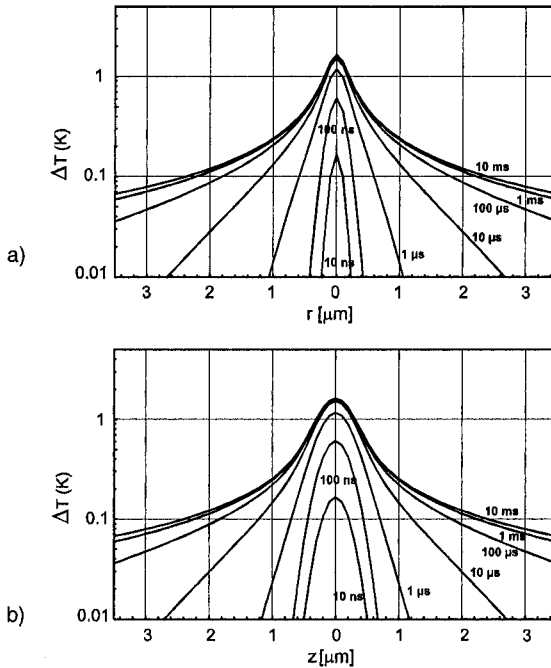 a)
ΔT (K)
1
0.1
0.01
100 ns
10 ns
10 ms
1 ms
100 µs
10 µs
1 µs
3 2 1 0 1 2 3
r [µm]
b)
ΔT (K)
1
0.1
0.01
100 ns
10 ns
10 ms
1 ms
100 µs
10 µs
1 µs
3 2 1 0 1 2 3
z [µm]